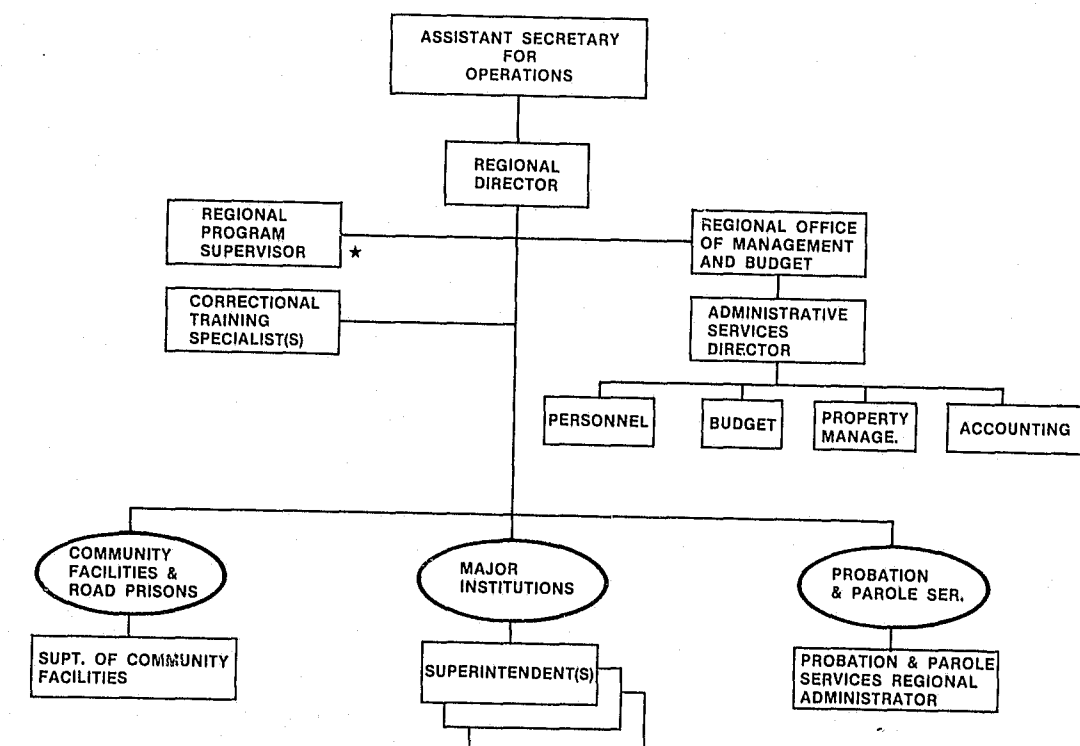 ASSISTANT SECRETARY
FOR
OPERATIONS
REGIONAL
DIRECTOR
REGIONAL
PROGRAM
SUPERVISOR ★
REGIONAL OFFICE
OF MANAGEMENT
AND BUDGET
CORRECTIONAL
TRAINING
SPECIALIST(S)
ADMINISTRATIVE
SERVICES
DIRECTOR
PERSONNEL
BUDGET
PROPERTY
MANAGE.
ACCOUNTING
COMMUNITY
FACILITIES &
ROAD PRISONS
MAJOR
INSTITUTIONS
PROBATION
& PAROLE SER.
SUPT. OF COMMUNITY
FACILITIES
SUPERINTENDENT(S)
PROBATION & PAROLE
SERVICES REGIONAL
ADMINISTRATOR